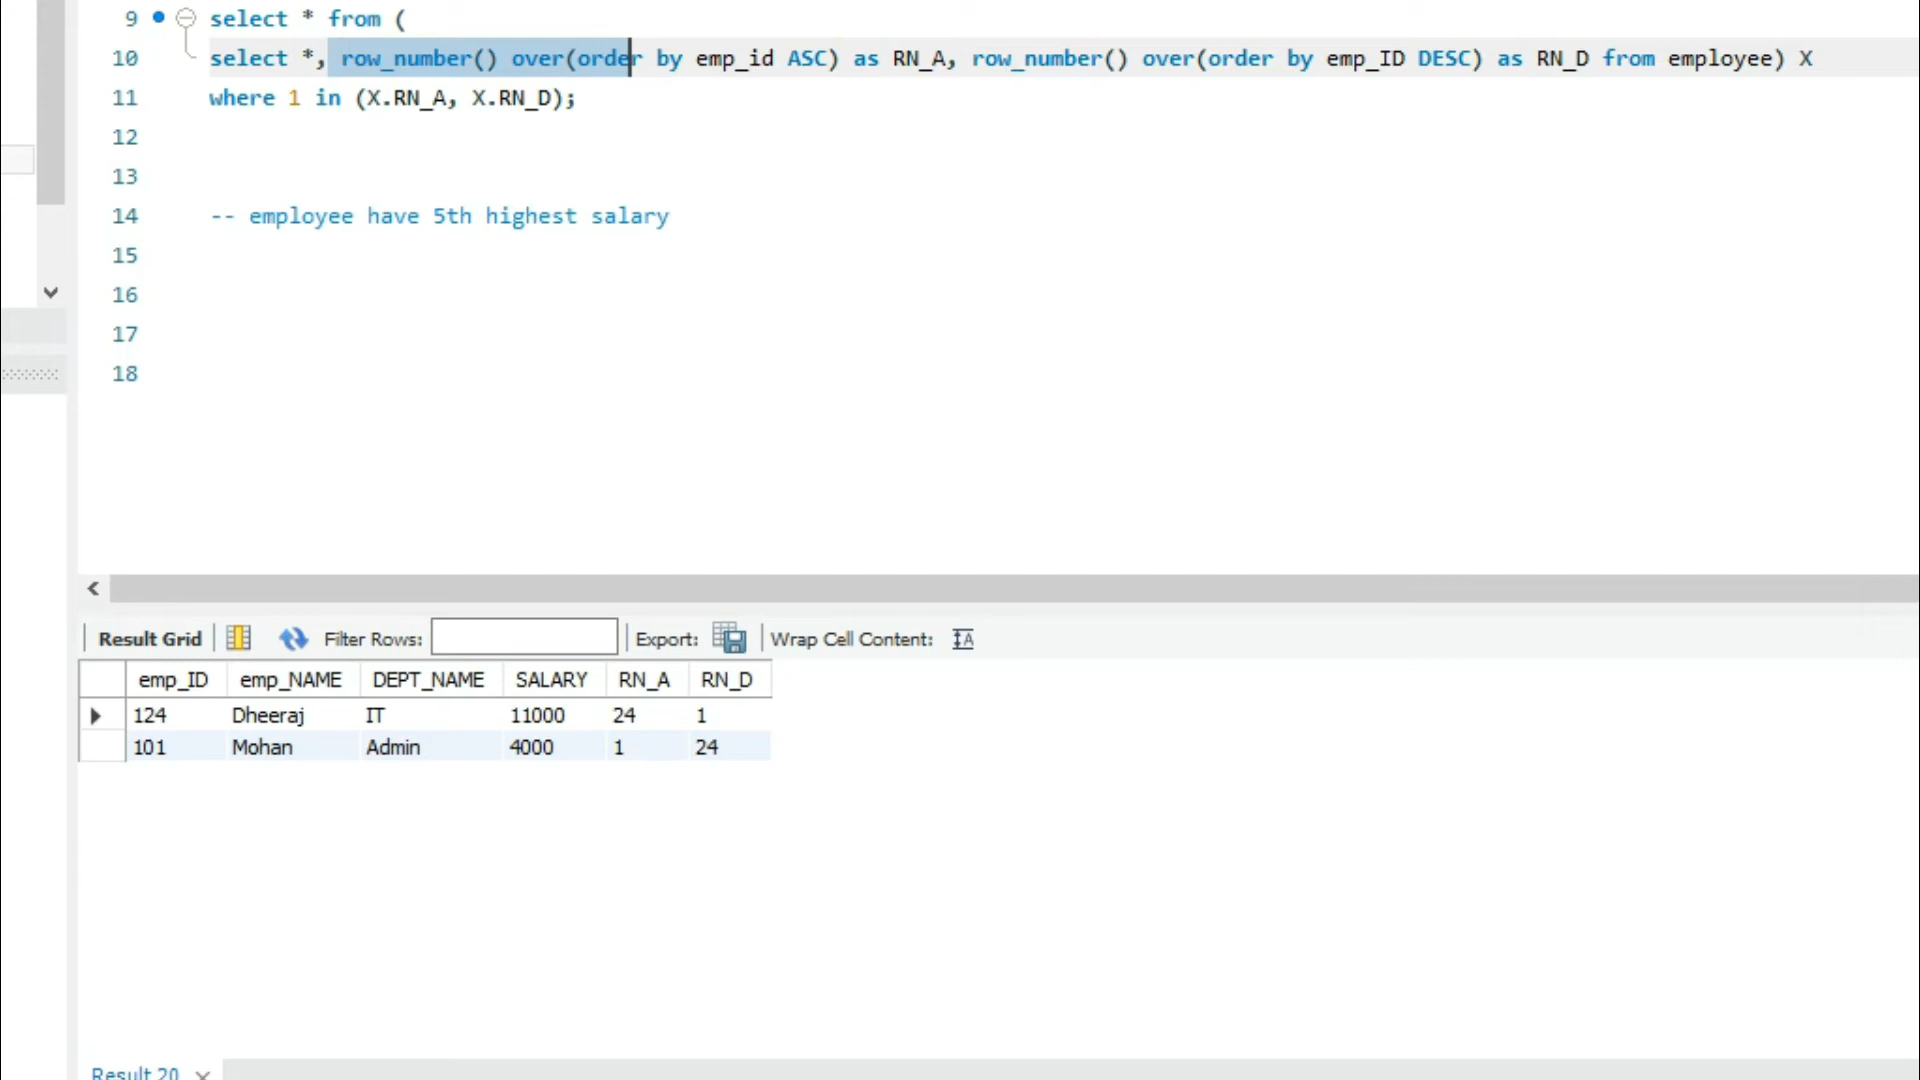 9 select * from (
10 select *, row_number() over(order by emp_id ASC) as RN_A, row_number() over(order by emp_ID DESC) as RN_D from employee) X
11 where 1 in (X.RN_A, X.RN_D);
12
13
14 -- employee have 5th highest salary
15
16
17
18
Result Grid Filter Rows: Export: Wrap Cell Content: IA
emp_ID emp_NAME DEPT_NAME SALARY RN_A RN_D
124 Dheeraj IT 11000 24 1
101 Mohan Admin 4000 1 24
Result 20 ×